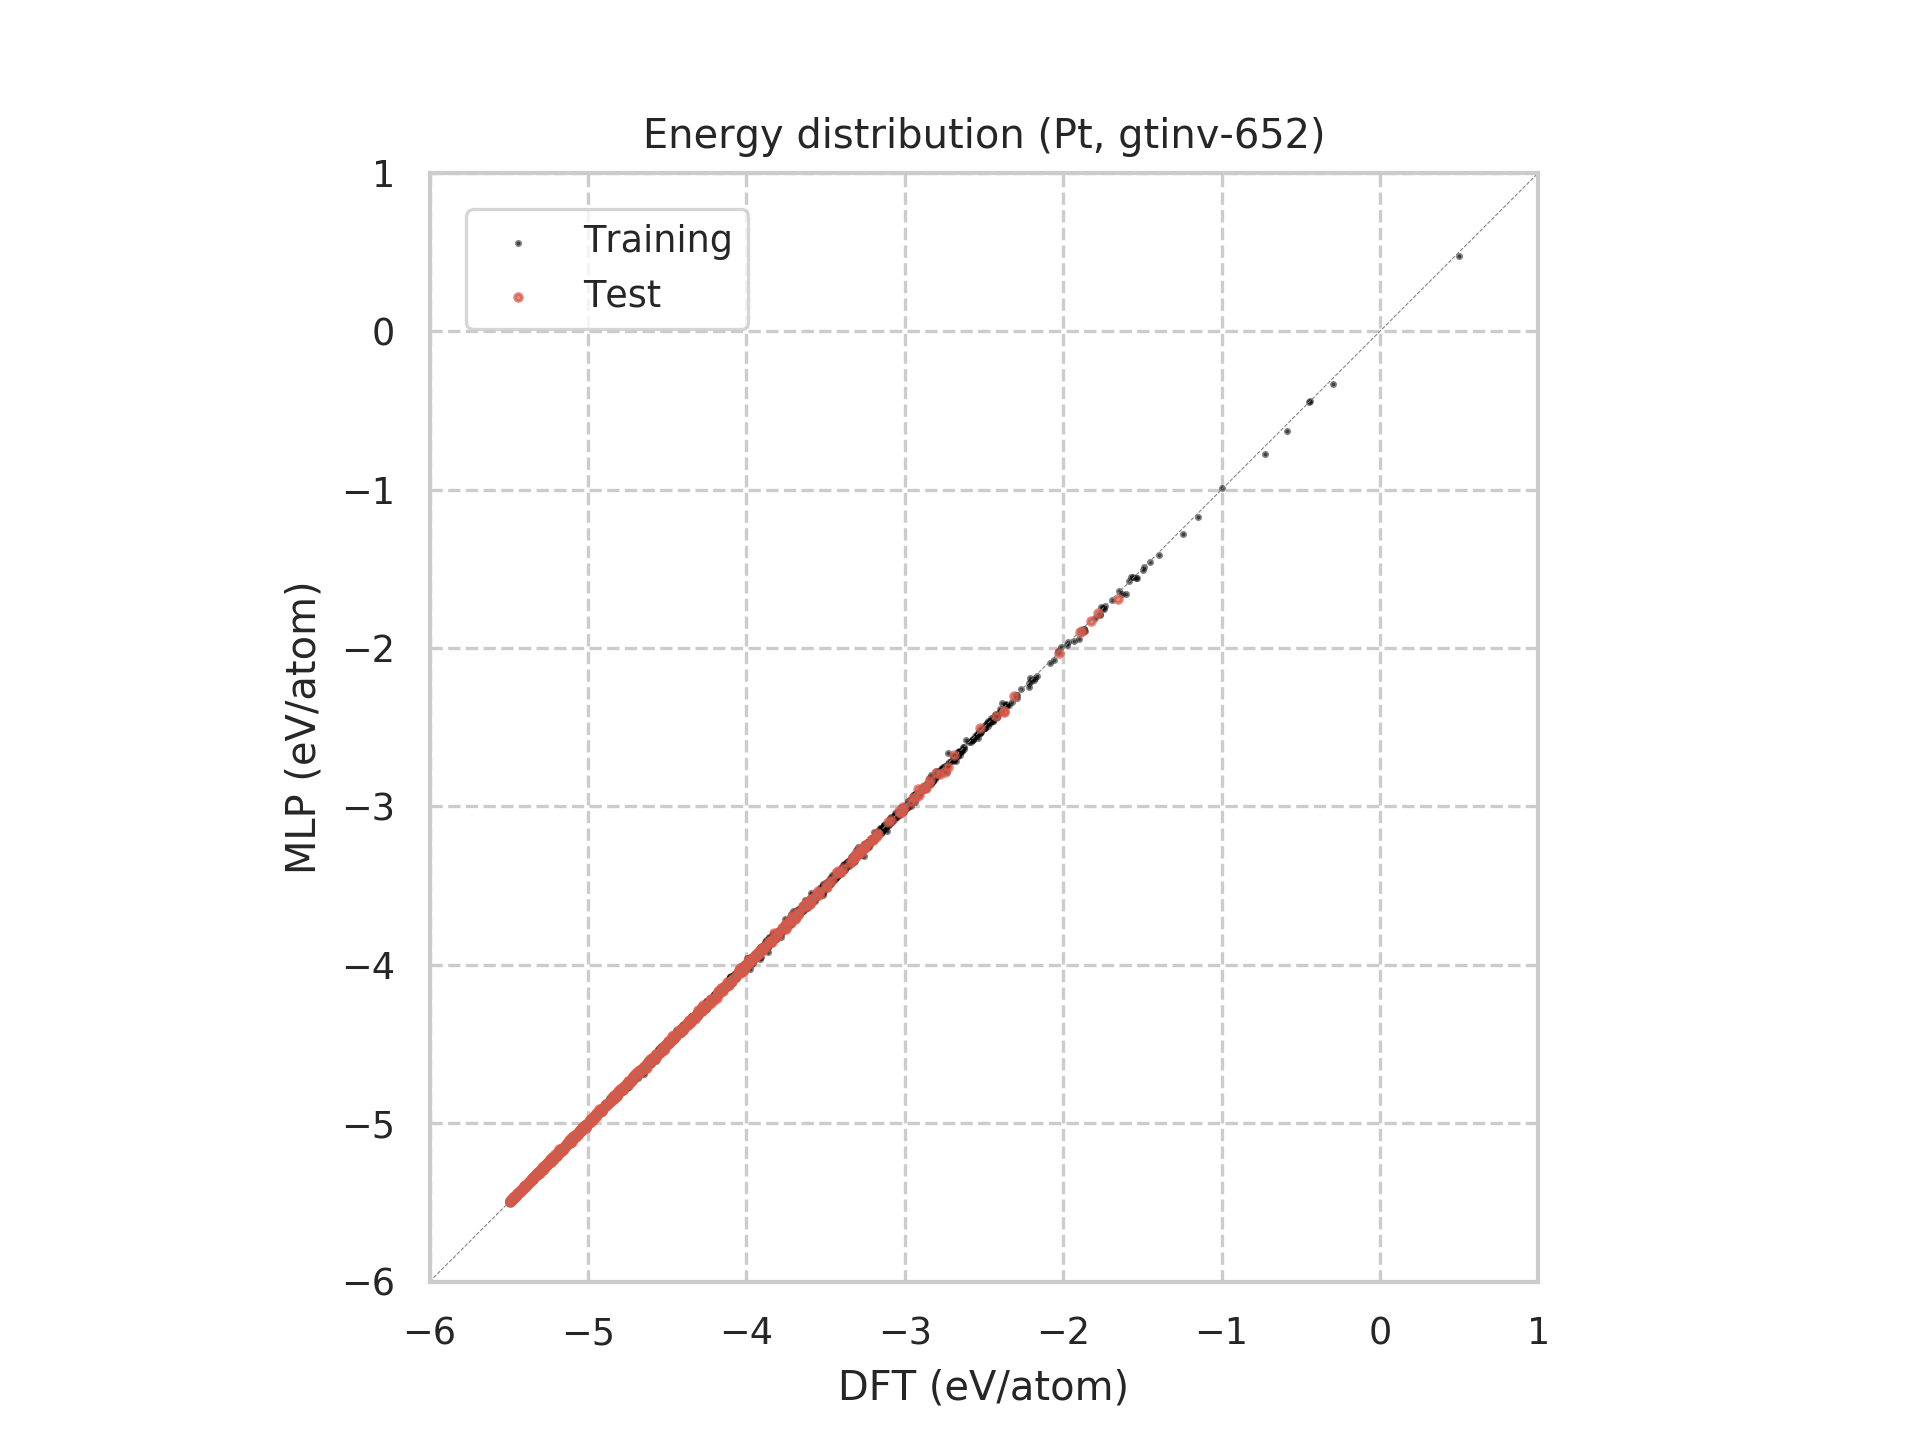 Energy distribution (Pt, gtinv-652)
Training
Test
1
0
−1
−2
−3
−4
−5
−6
MLP (eV/atom)
−6 −5 −4 −3 −2 −1 0 1
DFT (eV/atom)